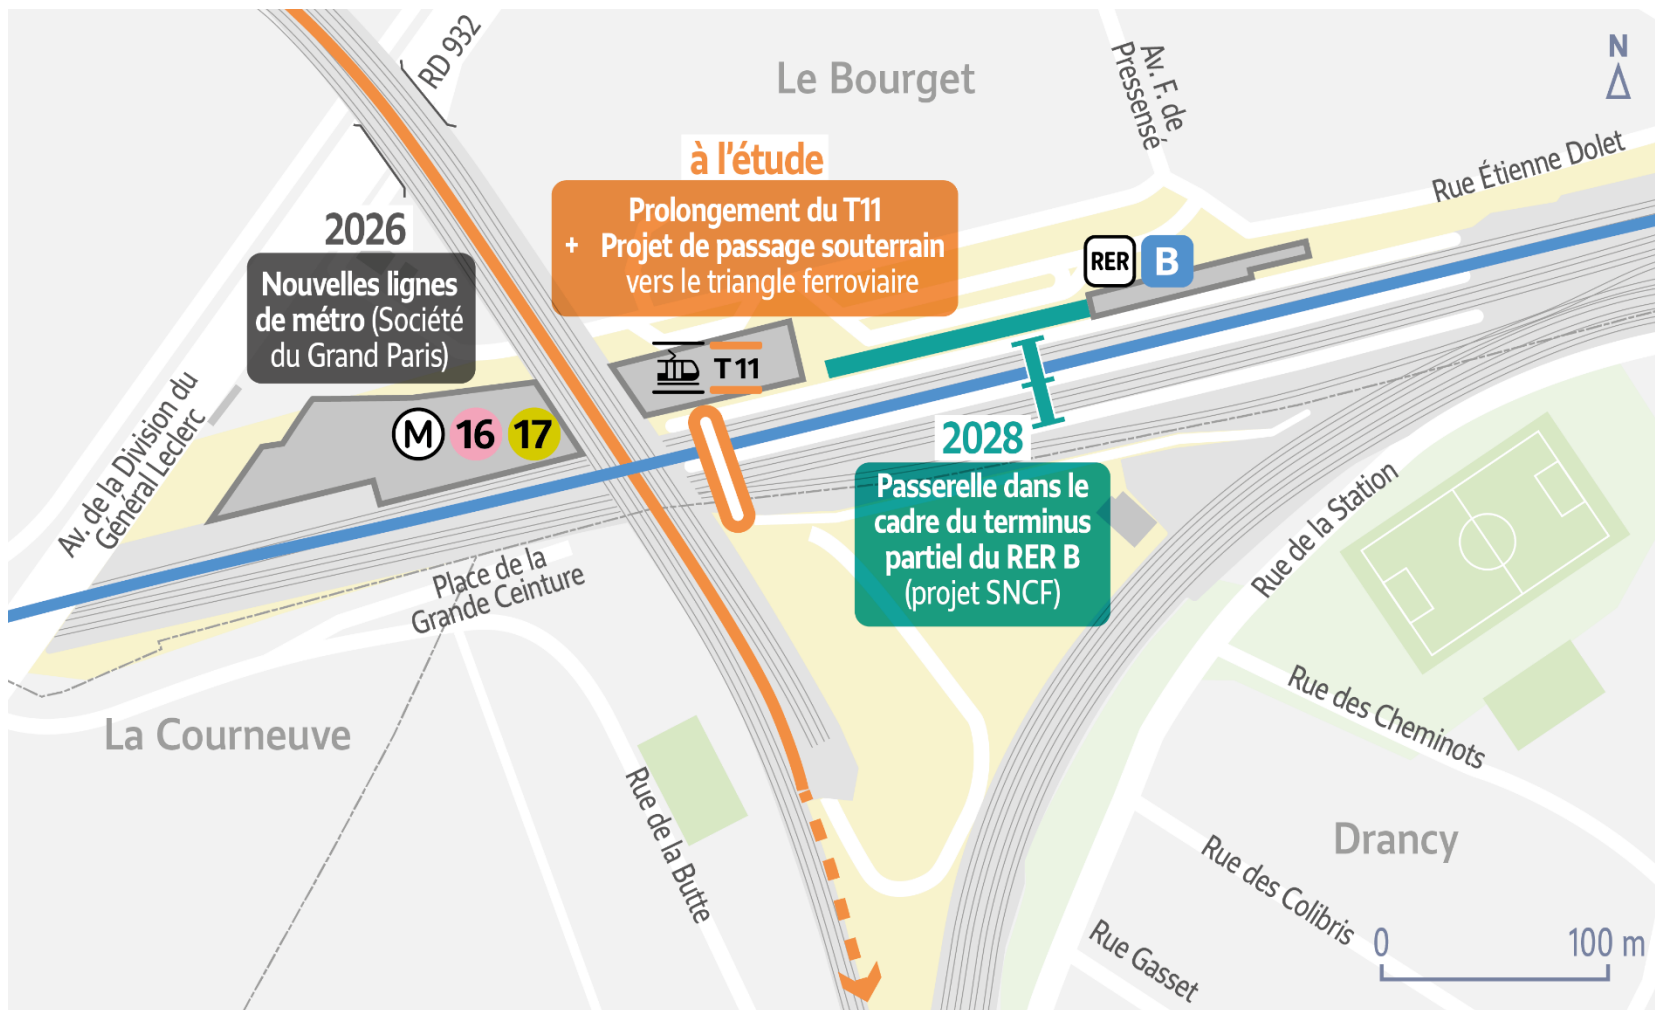 RD 932
Le Bourget
Av. F. de
Pressensé
N
Rue Étienne Dolet
à l'étude
Prolongement du T11
+ Projet de passage souterrain
vers le triangle ferroviaire
2026
Nouvelles lignes
de métro (Société
du Grand Paris)
RER B
T11
M 16 17
Av. de la Division du
Général Leclerc
2028
Passerelle dans le
cadre du terminus
partiel du RER B
(projet SNCF)
Place de la
Grande Ceinture
Rue de la Station
La Courneuve
Rue des Cheminots
Rue de la Butte
Drancy
Rue des Colibris
Rue Gasset
0 100 m